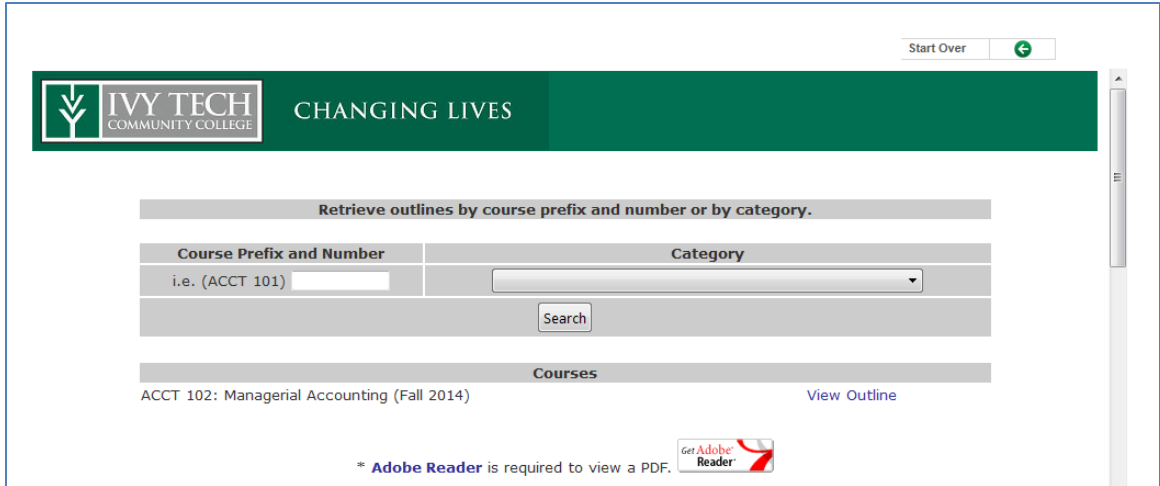 Start Over
IVY TECH
COMMUNITY COLLEGE
CHANGING LIVES
Retrieve outlines by course prefix and number or by category.
Course Prefix and Number Category
i.e. (ACCT 101)
Search
Courses
ACCT 102: Managerial Accounting (Fall 2014) View Outline
* Adobe Reader is required to view a PDF. Get Adobe Reader